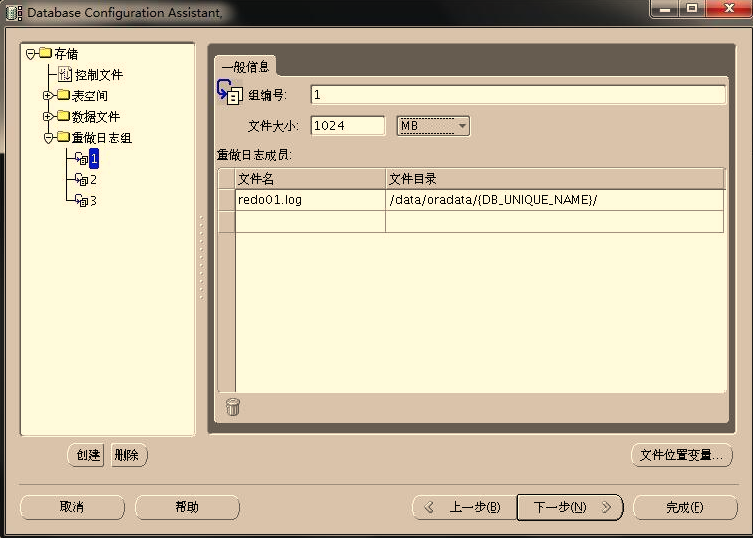 Database Configuration Assistant,
存储
控制文件
表空间
数据文件
重做日志组
1
2
3
一般信息
组编号: 1
文件大小: 1024 MB
重做日志成员:
文件名 文件目录
redo01.log /data/oradata/{DB_UNIQUE_NAME}/
创建 删除 文件位置变量...
取消 帮助 上一步(B) 下一步(N) 完成(F)